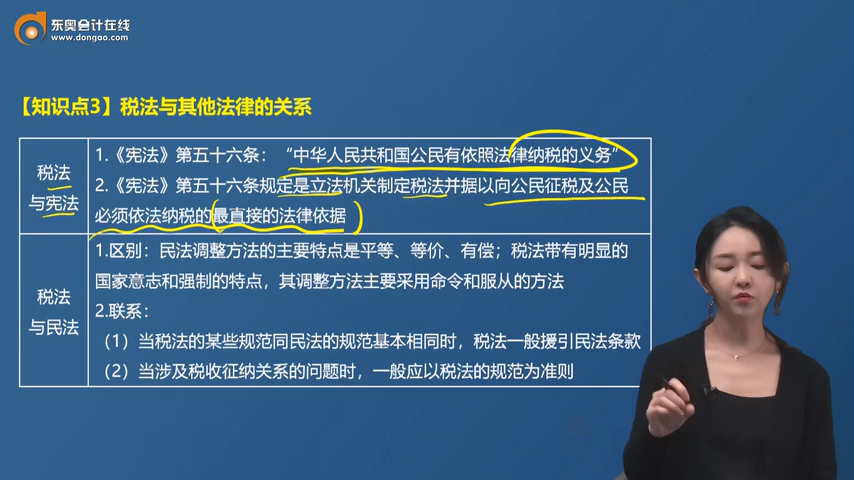 东奥会计在线
www.dongao.com
【知识点3】税法与其他法律的关系
税法
与宪法
1.《宪法》第五十六条：“中华人民共和国公民有依照法律纳税的义务”
2.《宪法》第五十六条规定是立法机关制定税法并据以向公民征税及公民
必须依法纳税的最直接的法律依据
税法
与民法
1.区别：民法调整方法的主要特点是平等、等价、有偿；税法带有明显的
国家意志和强制的特点，其调整方法主要采用命令和服从的方法
2.联系：
（1）当税法的某些规范同民法的规范基本相同时，税法一般援引民法条款
（2）当涉及税收征纳关系的问题时，一般应以税法的规范为准则